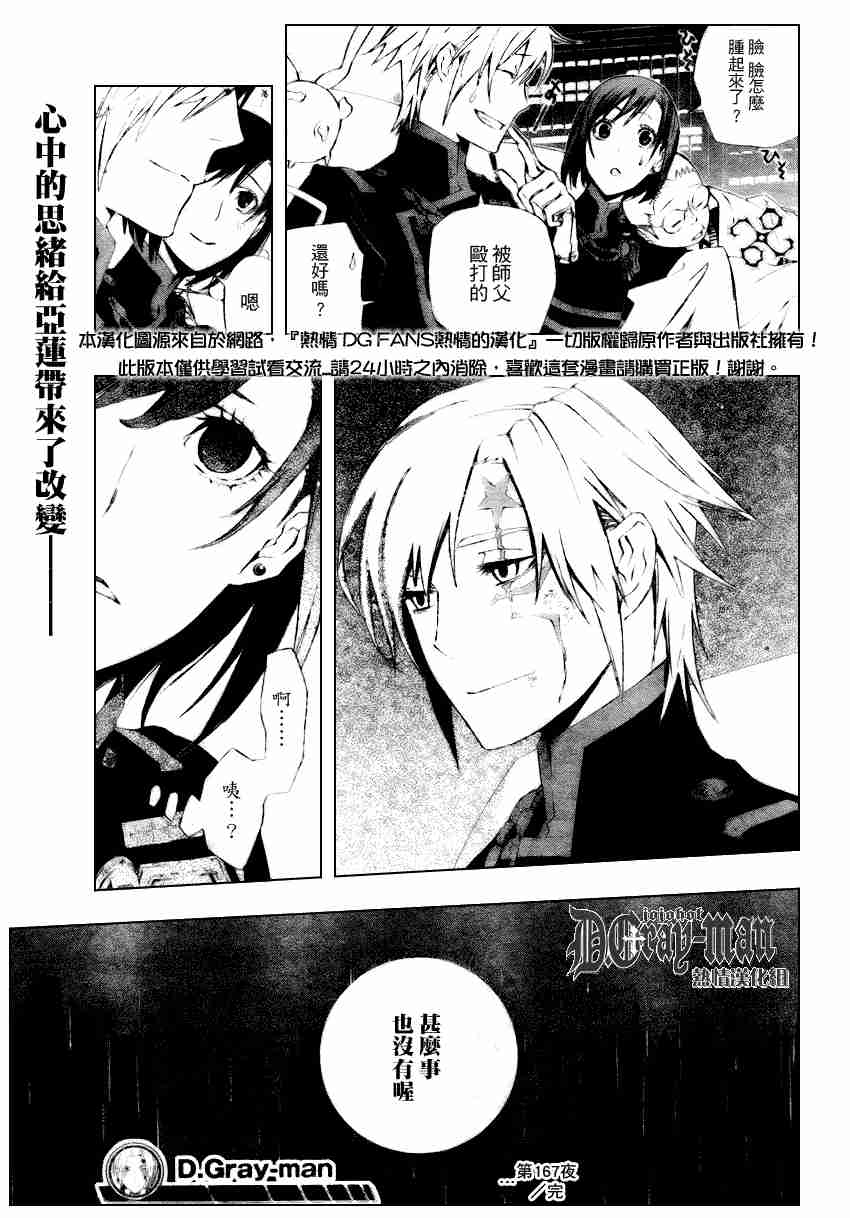 臉 臉怎麼
腫起來了？
ひっく
ひっく
被師父
毆打的
還好嗎？
嗯
心中的思緒給亞蓮帶來了改變——
本漢化圖源來自於網路，『熱情 DG FANS熱情的漢化』一切版權歸原作者與出版社擁有！
此版本僅供學習試看交流 請24小時之內消除，喜歡這套漫畫請購買正版！謝謝。
啊……
咦…？
D.Gray-man
熱情漢化組
甚麼事
也沒有喔
D.Gray-man
…第167夜
／完